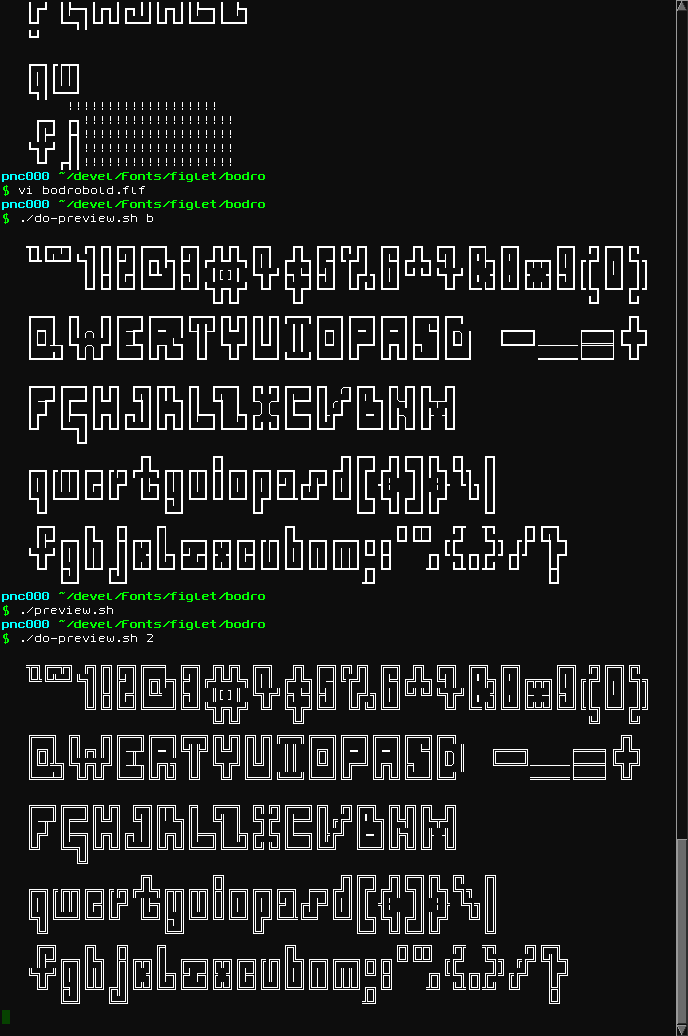 qw
!!!!!!!!!!!!!!!!!!!
fj!!!!!!!!!!!!!!!!!!!
!!!!!!!!!!!!!!!!!!!
!!!!!!!!!!!!!!!!!!!
!!!!!!!!!!!!!!!!!!!
pnc000 ~/devel/Fonts/figlet/bodro
$ vi bodrobold.flf
pnc000 ~/devel/Fonts/figlet/bodro
$ ./do-preview.sh b
`~1!2@3#4$5%6^7&8*9(0)
QWERTYUIOPASD -_=+
FGHJKLZXCVBNM
qwertyuiopasd[{]}\|
fghjklzxcvbnm;:'",<.>/?
pnc000 ~/devel/Fonts/figlet/bodro
$ ./preview.sh
pnc000 ~/devel/Fonts/figlet/bodro
$ ./do-preview.sh 2
`~1!2@3#4$5%6^7&8*9(0)
QWERTYUIOPASD -_=+
FGHJKLZXCVBNM
qwertyuiopasd[{]}\|
fghjklzxcvbnm;:'",<.>/?